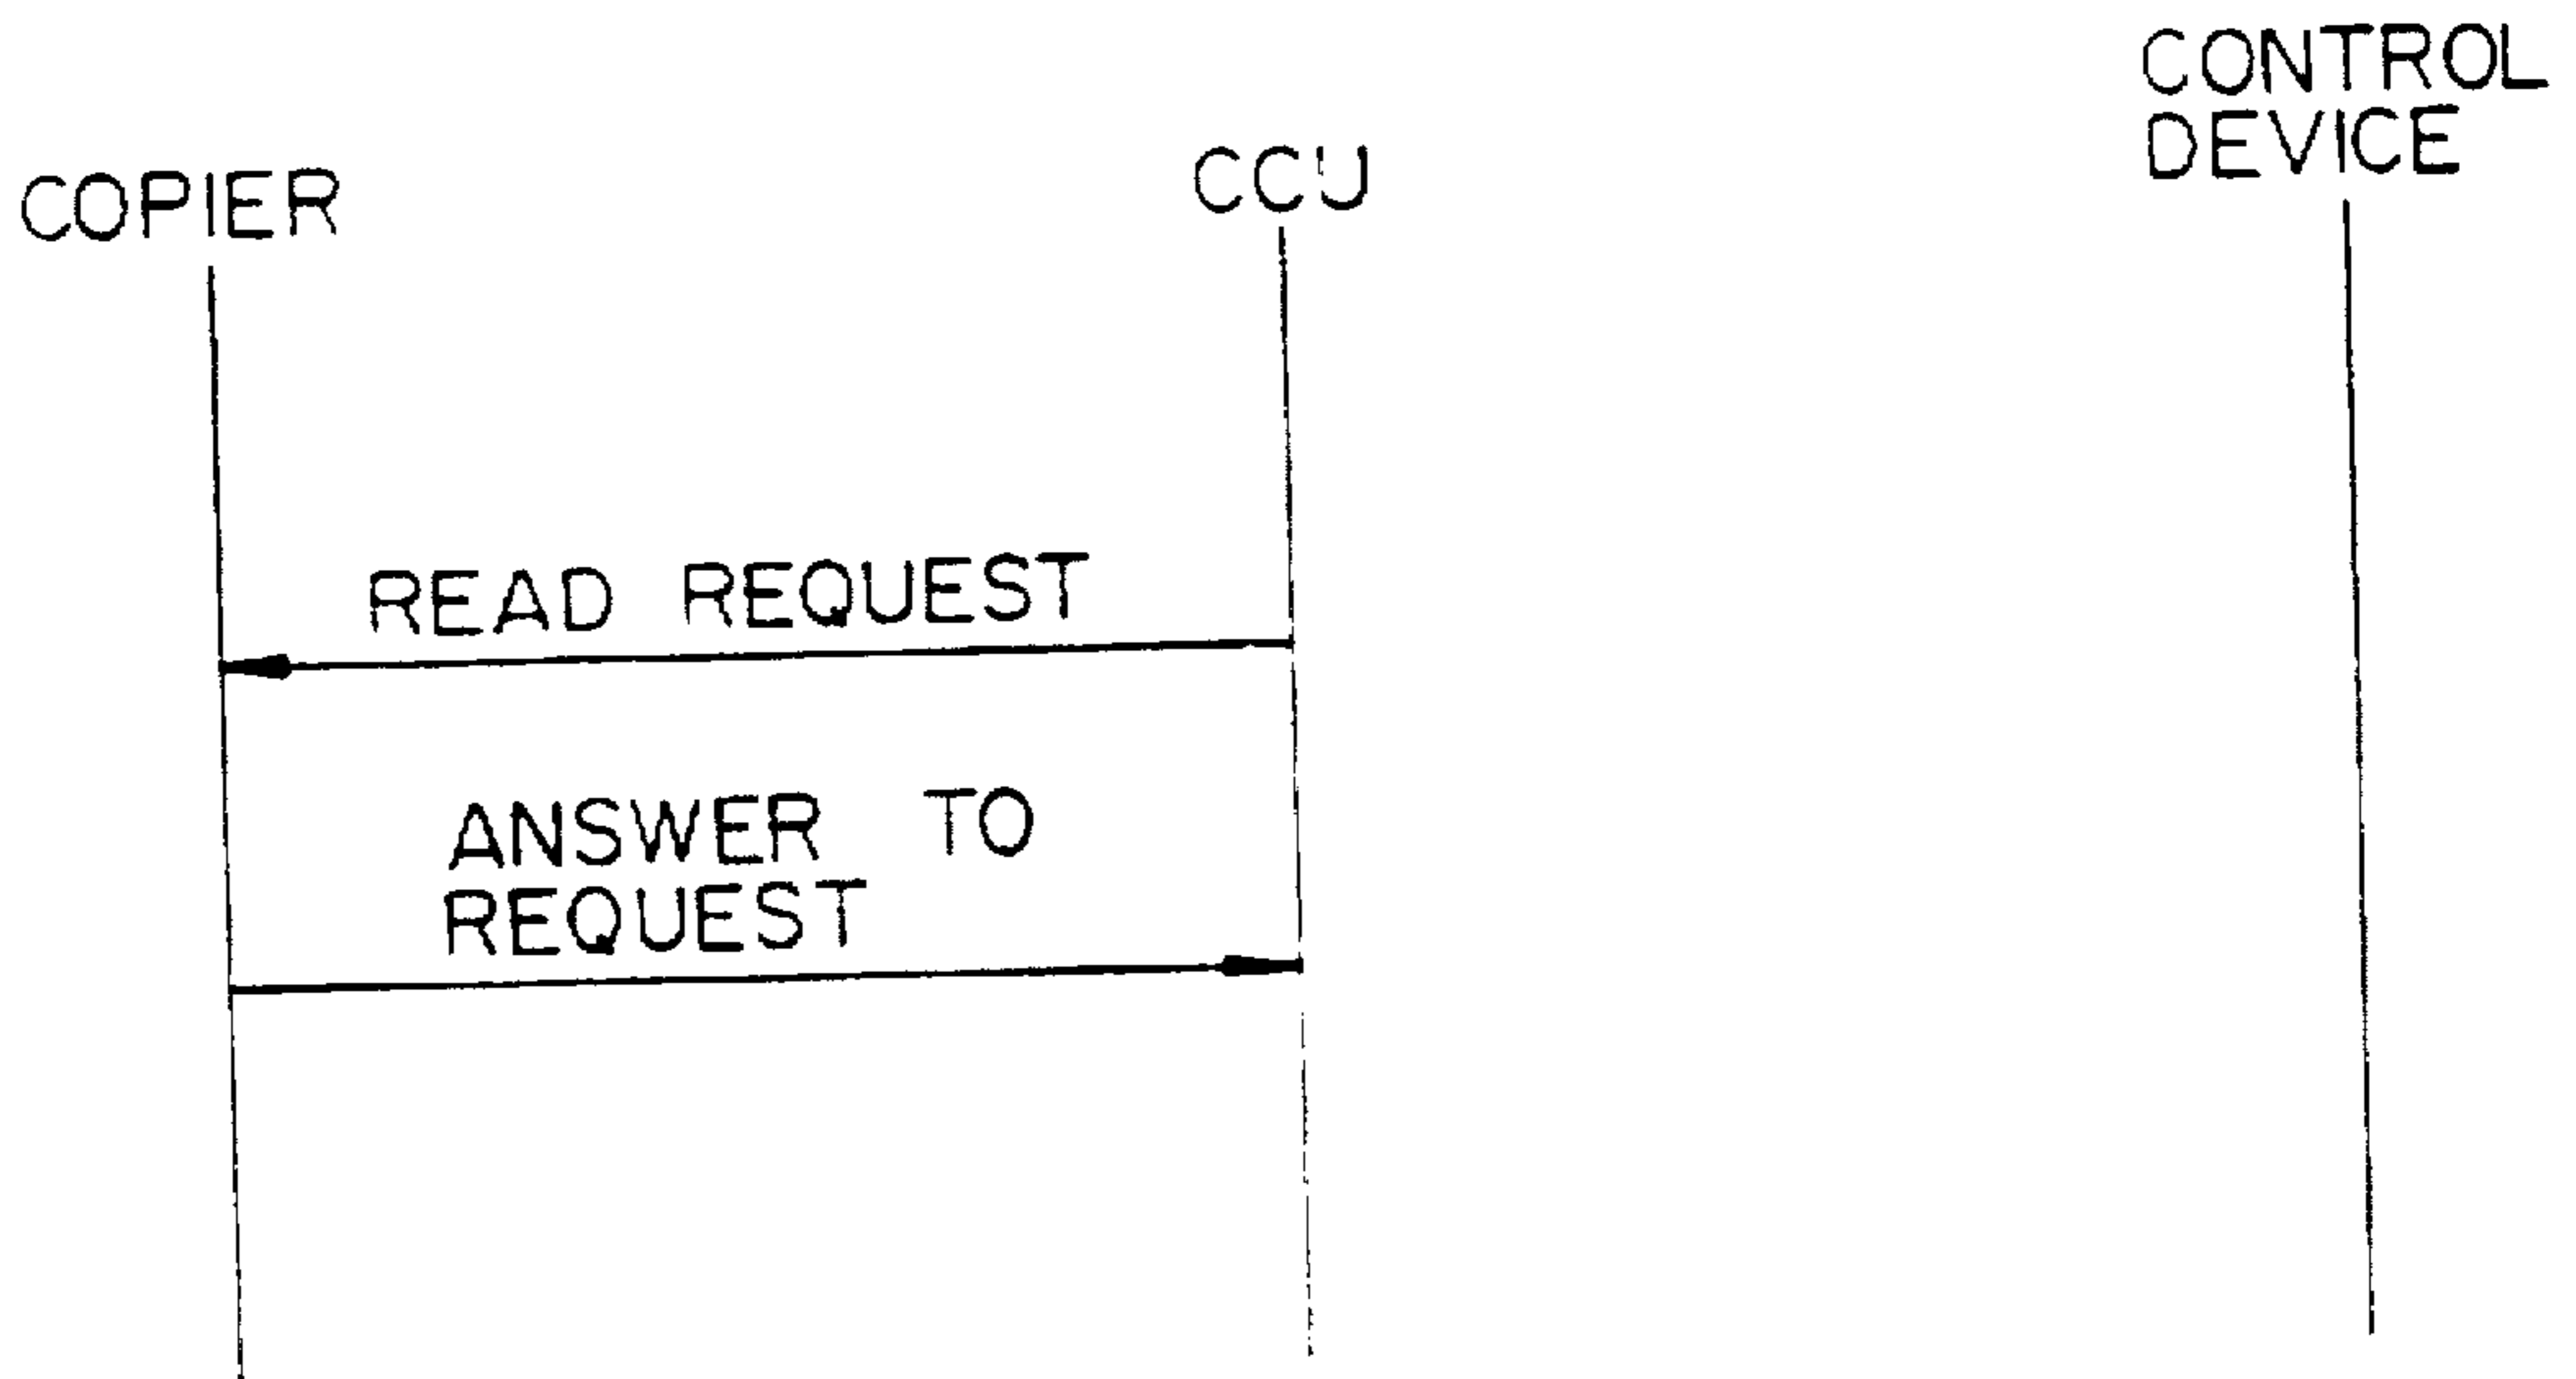 CONTROL
DEVICE
CCU
COPIER
READ REQUEST
ANSWER TO
REQUEST